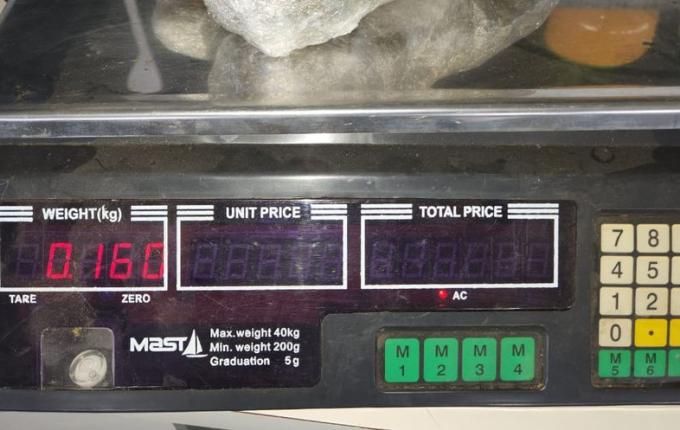 WEIGHT(kg)
UNIT PRICE
TOTAL PRICE
0.160
TARE
ZERO
AC
MAST
Max.weight 40kg
Min. weight 200g
Graduation 5g
M
1
M
2
M
3
M
4
7 8
4 5
1 2
0 .
M
5
M
6